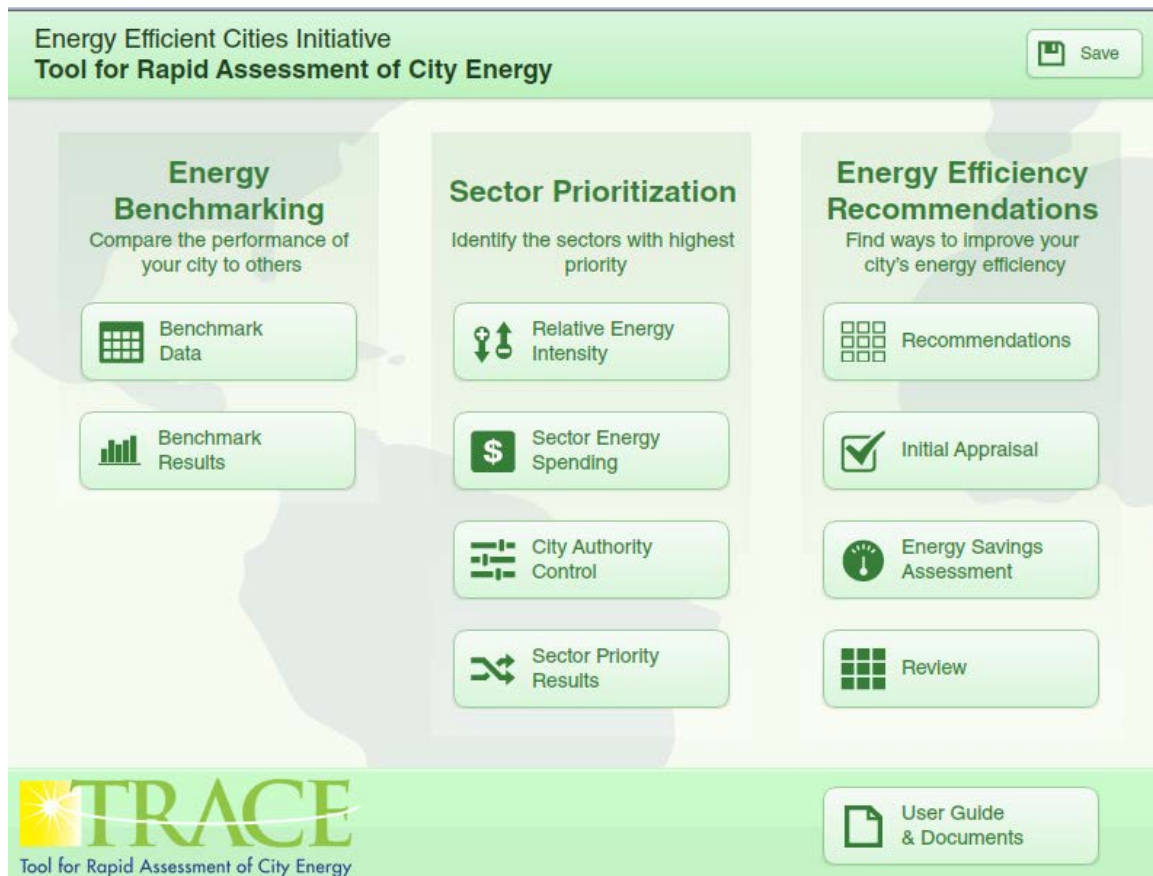 Energy Efficient Cities Initiative
Tool for Rapid Assessment of City Energy
Save
Energy
Benchmarking
Compare the performance of
your city to others
Benchmark
Data
Benchmark
Results
Sector Prioritization
Identify the sectors with highest
priority
Relative Energy
Intensity
$
Sector Energy
Spending
City Authority
Control
Sector Priority
Results
Energy Efficiency
Recommendations
Find ways to improve your
city's energy efficiency
Recommendations
Initial Appraisal
Energy Savings
Assessment
Review
TRACE
Tool for Rapid Assessment of City Energy
User Guide
& Documents